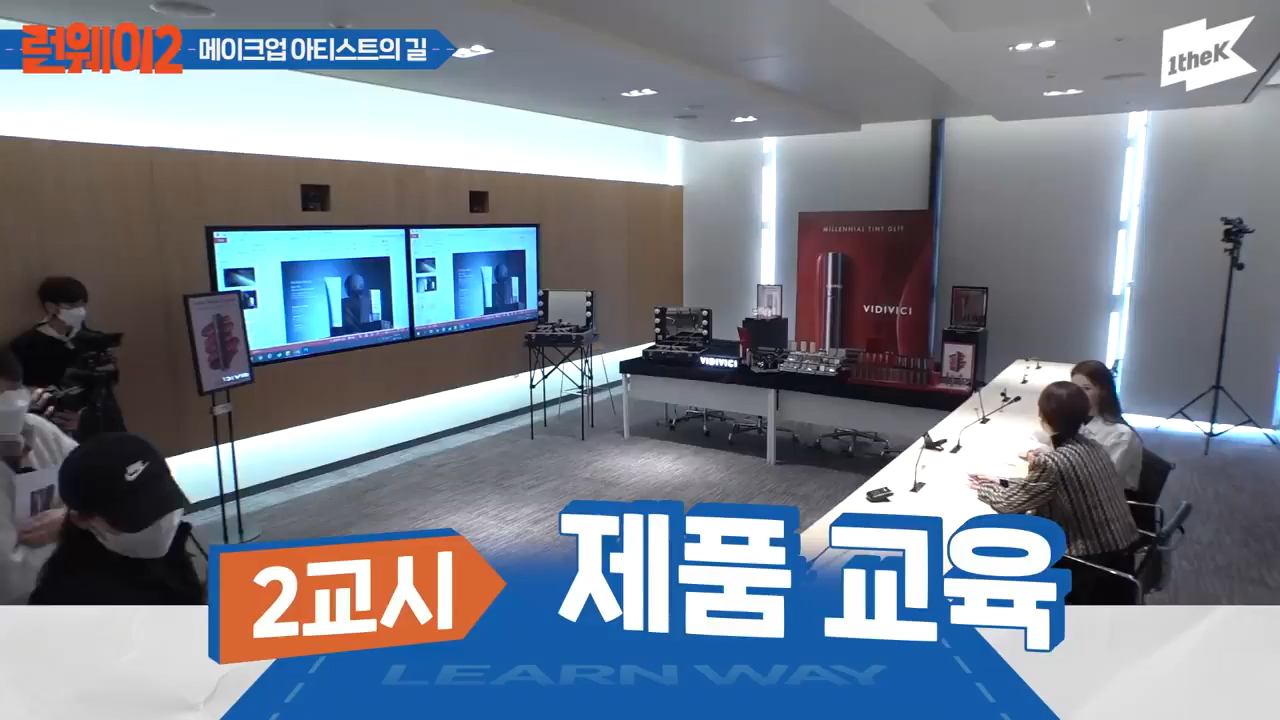 런웨이2
메이크업 아티스트의 길
1theK
MILLENNIAL TINT
VIDIVICI
VIDIVICI
2교시
제품 교육
LEARN WAY